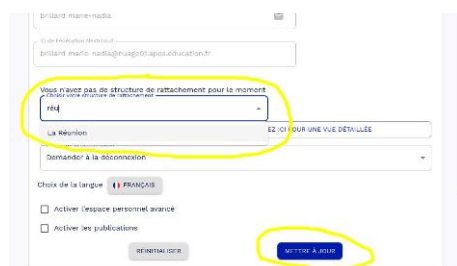 brillard marie-nadia
brillard marie-nadia@nuage01.apps.education.fr
Vous n'avez pas de structure de rattachement pour le moment
Choisir votre structure de rattachement
réu
La Réunion
EZ ICI POUR UNE VUE DÉTAILLÉE
Demander à la déconnexion
Choix de la langue FRANÇAIS
Activer l'espace personnel avancé
Activer les publications
RÉINITIALISER METTRE À JOUR